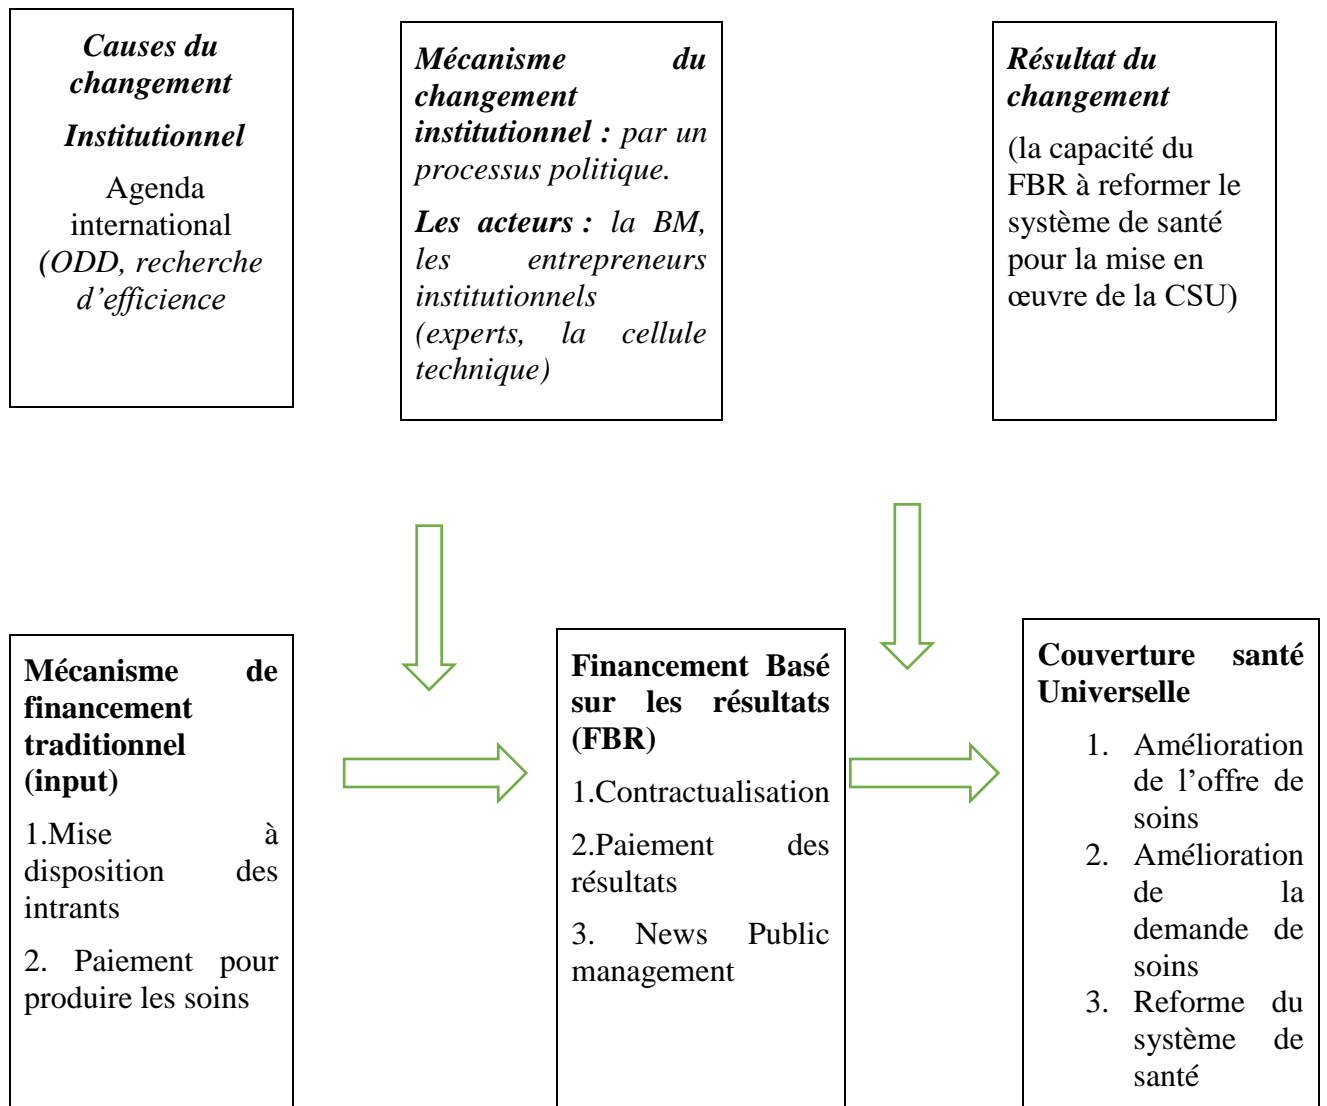 Causes du
changement
Institutionnel
Agenda
international
(ODD, recherche
d’efficience
Mécanisme du
changement
institutionnel : par un
processus politique.
Les acteurs : la BM,
les entrepreneurs
institutionnels
(experts, la cellule
technique)
Résultat du
changement
(la capacité du
FBR à reformer le
système de santé
pour la mise en
œuvre de la CSU)
Mécanisme de
financement
traditionnel
(input)
1.Mise à
disposition des
intrants
2. Paiement pour
produire les soins
Financement Basé
sur les résultats
(FBR)
1.Contractualisation
2.Paiement des
résultats
3. News Public
management
Couverture santé
Universelle
1. Amélioration
de l’offre de
soins
2. Amélioration
de la
demande de
soins
3. Reforme du
système de
santé